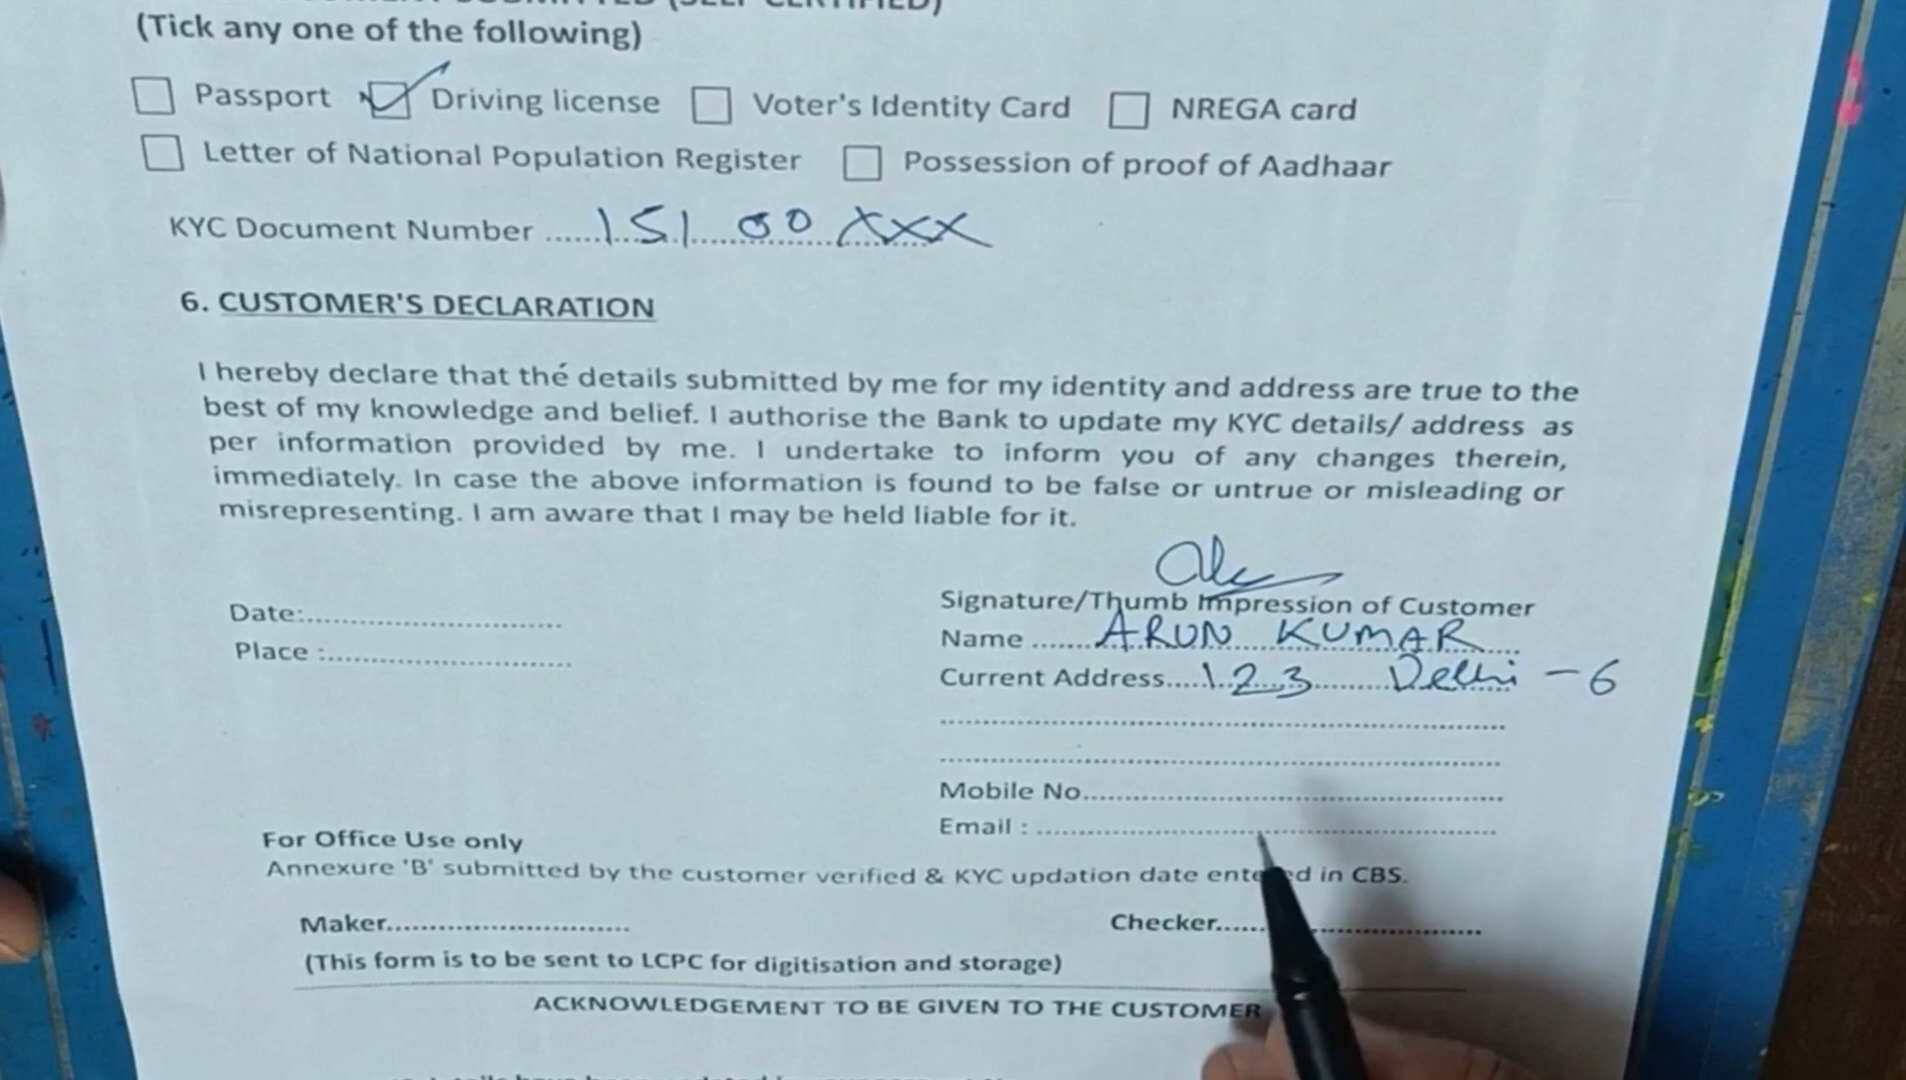 (SELF CERTIFIED)
(Tick any one of the following)
Passport Driving license Voter's Identity Card NREGA card
Letter of National Population Register Possession of proof of Aadhaar
KYC Document Number ...... 151 00 XXX
6. CUSTOMER'S DECLARATION
I hereby declare that the details submitted by me for my identity and address are true to the
best of my knowledge and belief. I authorise the Bank to update my KYC details/ address as
per information provided by me. I undertake to inform you of any changes therein,
immediately. In case the above information is found to be false or untrue or misleading or
misrepresenting. I am aware that I may be held liable for it.
Signature/Thumb Impression of Customer
Date:..............................
Name ....... ARUN KUMAR
Place :..............................
Current Address..... 123 Delhi - 6
Mobile No..............................
Email : ..............................
For Office Use only
Annexure 'B' submitted by the customer verified & KYC updation date entered in CBS.
Maker.............................. Checker..............................
(This form is to be sent to LCPC for digitisation and storage)
ACKNOWLEDGEMENT TO BE GIVEN TO THE CUSTOMER